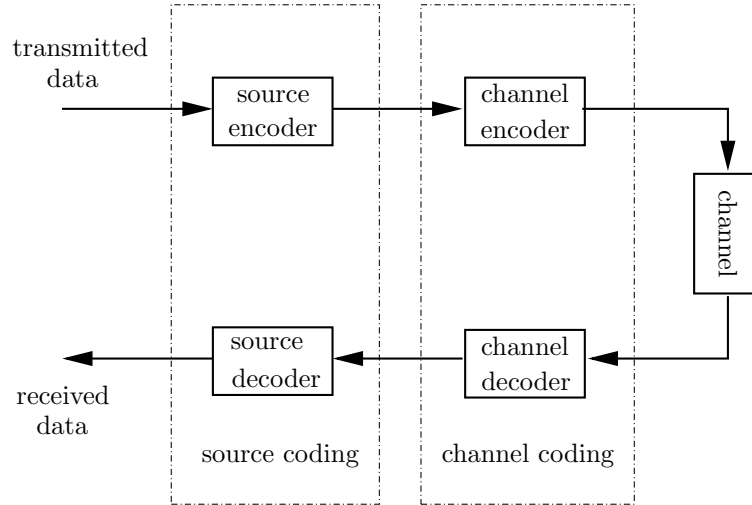 transmitted
data
source
encoder
channel
encoder
channel
source
decoder
channel
decoder
received
data
source coding
channel coding